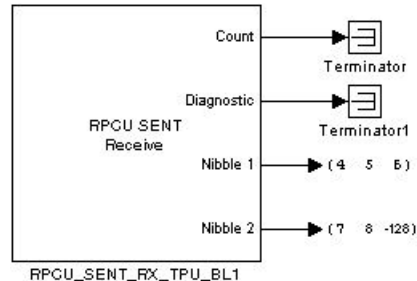 Count
Terminator
Diagnostic
Terminator1
RPCU SENT
Receive
Nibble 1
(4 5 6)
Nibble 2
(7 8 -128)
RPCU_SENT_RX_TPU_BL1